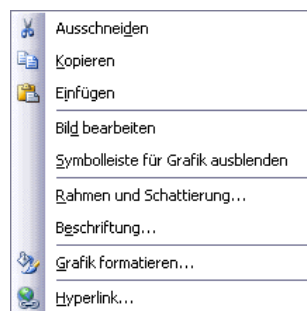 Ausschneiden
Kopieren
Einfügen
Bild bearbeiten
Symbolleiste für Grafik ausblenden
Rahmen und Schattierung...
Beschriftung...
Grafik formatieren...
Hyperlink...